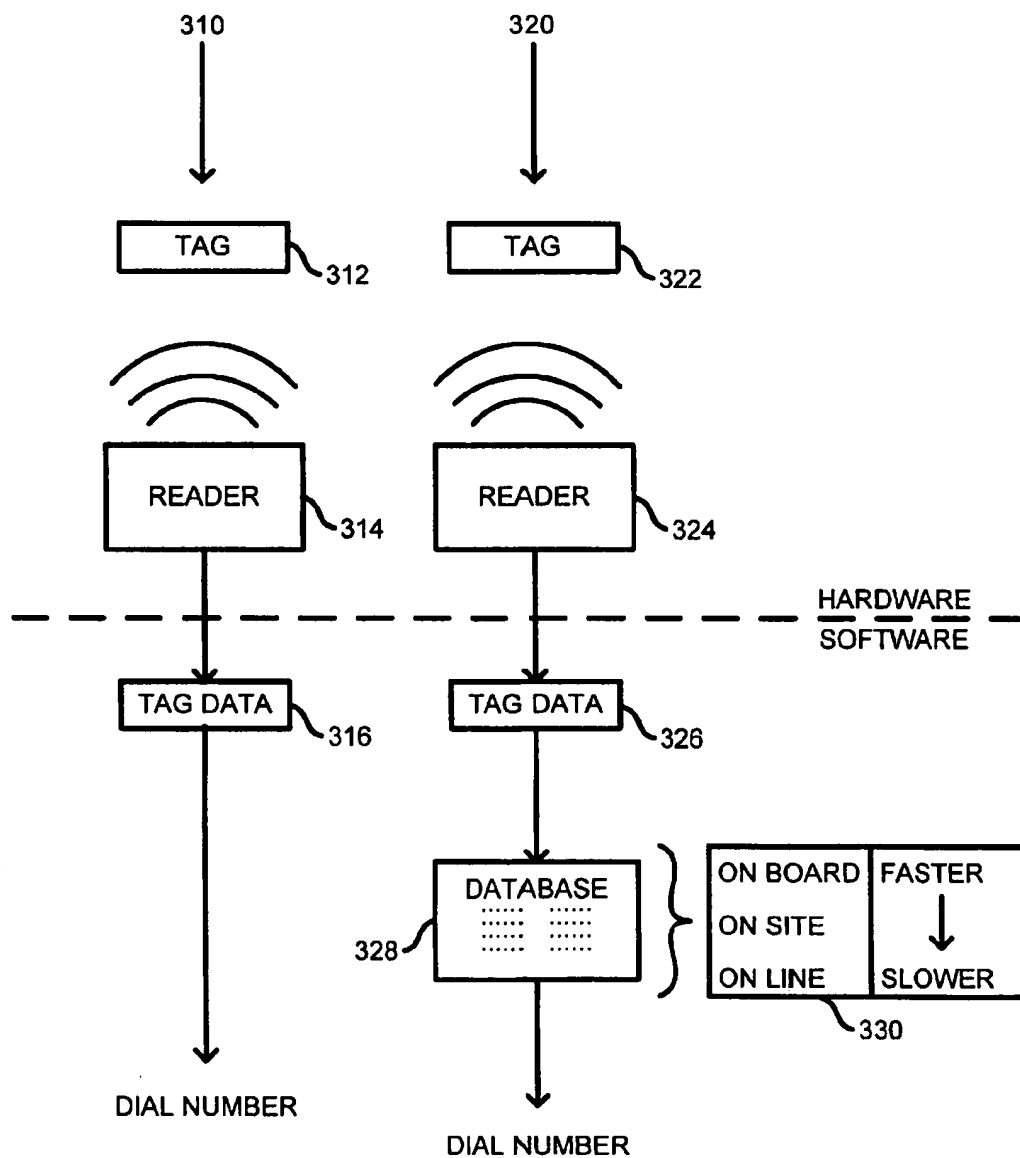 310 320
TAG TAG
312 322
READER READER
314 324
HARDWARE
SOFTWARE
TAG DATA TAG DATA
316 326
DATABASE
328
ON BOARD FASTER
ON SITE
ON LINE SLOWER
330
DIAL NUMBER
DIAL NUMBER